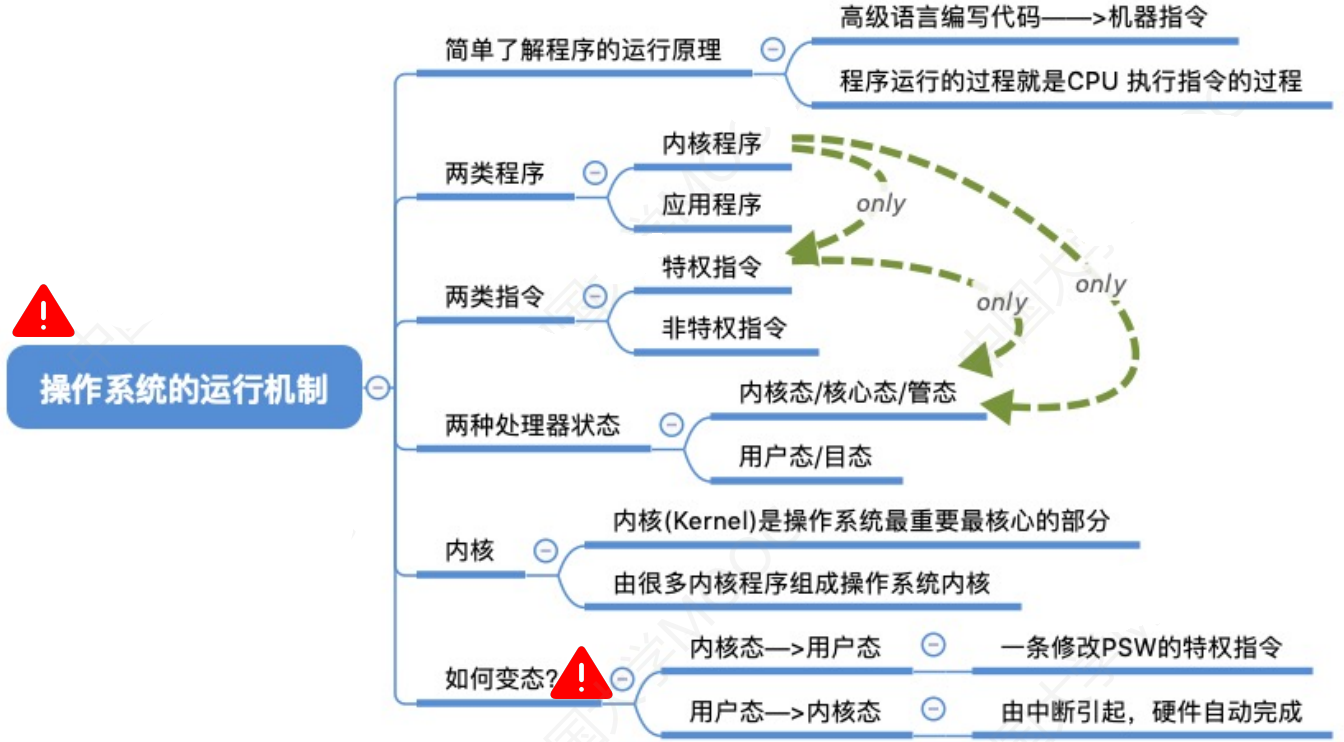 高级语言编写代码——>机器指令
简单了解程序的运行原理
程序运行的过程就是CPU 执行指令的过程
内核程序
两类程序
only
应用程序
特权指令
only
only
两类指令
非特权指令
操作系统的运行机制
内核态/核心态/管态
两种处理器状态
用户态/目态
内核(Kernel)是操作系统最重要最核心的部分
内核
由很多内核程序组成操作系统内核
内核态—>用户态
一条修改PSW的特权指令
如何变态?
用户态—>内核态
由中断引起，硬件自动完成